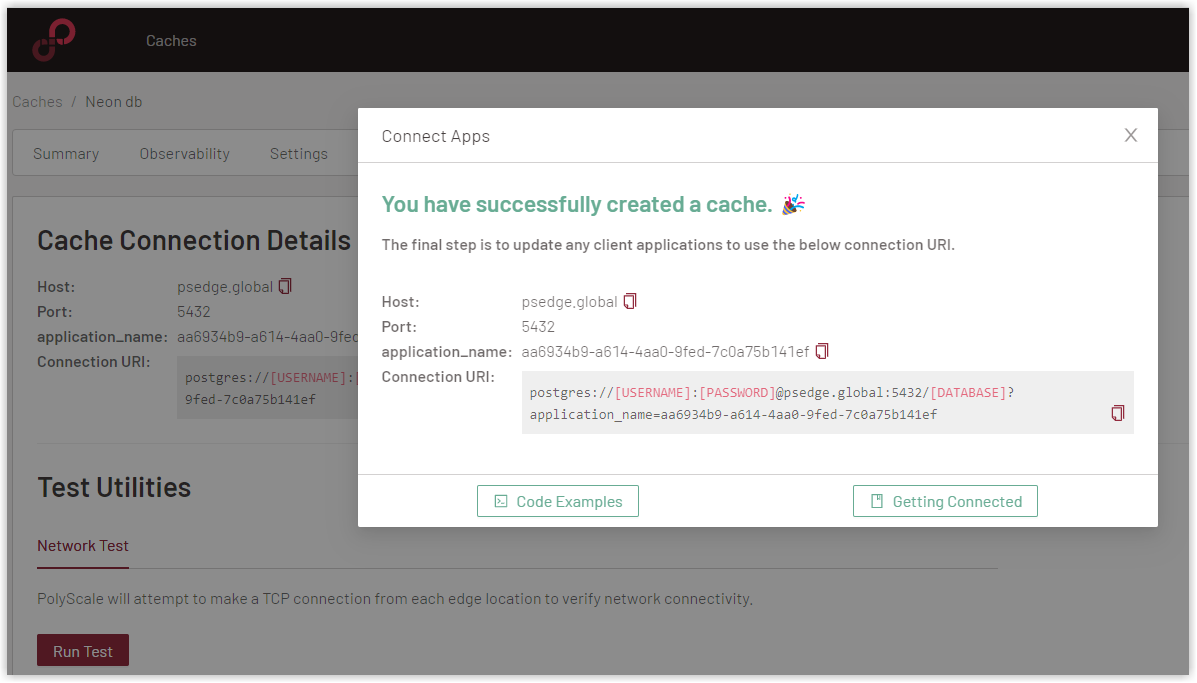 Caches
Caches / Neon db
Summary Observability Settings
Cache Connection Details
Host: psedge.global
Port: 5432
application_name: aa6934b9-a614-4aa0-9fed
Connection URI: postgres://[USERNAME]:
9fed-7c0a75b141ef
Test Utilities
Network Test
PolyScale will attempt to make a TCP connection from each edge location to verify network connectivity.
Run Test
Connect Apps
You have successfully created a cache.
The final step is to update any client applications to use the below connection URI.
Host: psedge.global
Port: 5432
application_name: aa6934b9-a614-4aa0-9fed-7c0a75b141ef
Connection URI: postgres://[USERNAME]:[PASSWORD]@psedge.global:5432/[DATABASE]?
application_name=aa6934b9-a614-4aa0-9fed-7c0a75b141ef
Code Examples
Getting Connected